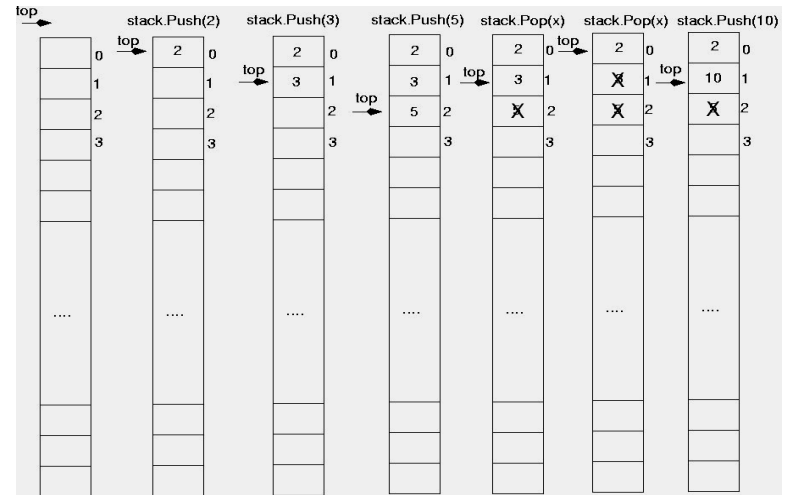 top
stack.Push(2) stack.Push(3) stack.Push(5) stack.Pop(x) stack.Pop(x) stack.Push(10)
0 top 2 0 2 0 2 0 2 0 top 2 0 2 0
1 1 top 3 1 3 1 top 3 1 1 top 10 1
2 2 2 top 5 2 5 2 5 2 5 2
3 3 3 3 3 3 3
.... .... .... .... .... .... ....